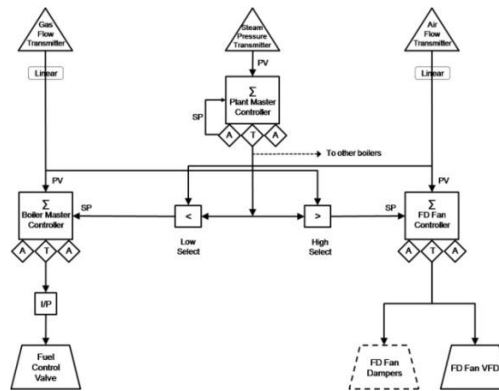 Gas
Flow
Transmitter
Steam
Pressure
Transmitter
Air
Flow
Transmitter
Linear
PV
Linear
Σ
Plant Master
Controller
SP
A T A
To other boilers
PV
PV
Σ
Boiler Master
Controller
SP
<
>
SP
Σ
FD Fan
Controller
Low
Select
High
Select
A T A
A T A
I/P
Fuel
Control
Valve
FD Fan
Dampers
FD Fan VFD